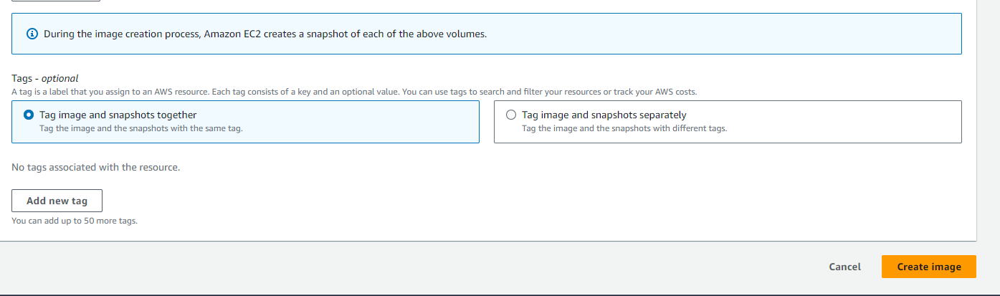 During the image creation process, Amazon EC2 creates a snapshot of each of the above volumes.
Tags - optional
A tag is a label that you assign to an AWS resource. Each tag consists of a key and an optional value. You can use tags to search and filter your resources or track your AWS costs.
Tag image and snapshots together
Tag the image and the snapshots with the same tag.
Tag image and snapshots separately
Tag the image and the snapshots with different tags.
No tags associated with the resource.
Add new tag
You can add up to 50 more tags.
Cancel
Create image